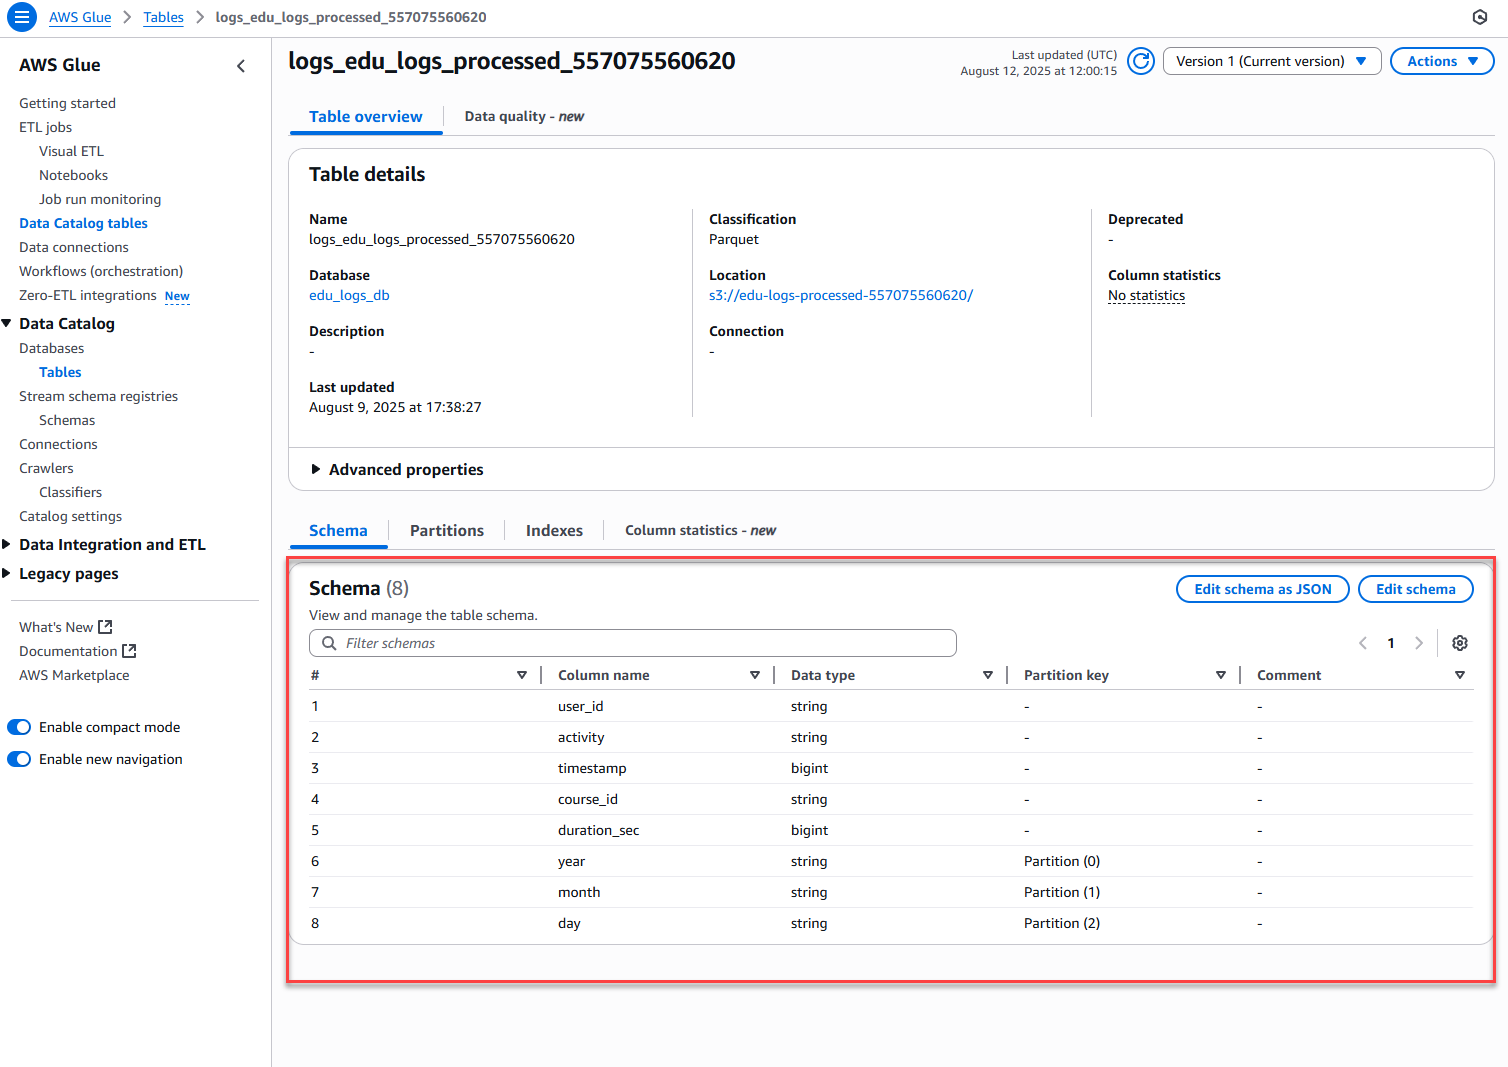 AWS Glue > Tables > logs_edu_logs_processed_557075560620
AWS Glue
Getting started
ETL jobs
Visual ETL
Notebooks
Job run monitoring
Data Catalog tables
Data connections
Workflows (orchestration)
Zero-ETL integrations New
Data Catalog
Databases
Tables
Stream schema registries
Schemas
Connections
Crawlers
Classifiers
Catalog settings
Data Integration and ETL
Legacy pages
What's New
Documentation
AWS Marketplace
Enable compact mode
Enable new navigation
logs_edu_logs_processed_557075560620
Last updated (UTC)
August 12, 2025 at 12:00:15
Version 1 (Current version)
Actions
Table overview
Data quality - new
Table details
Name
logs_edu_logs_processed_557075560620
Database
edu_logs_db
Description
-
Last updated
August 9, 2025 at 17:38:27
Classification
Parquet
Location
s3://edu-logs-processed-557075560620/
Connection
-
Deprecated
-
Column statistics
No statistics
Advanced properties
Schema
Partitions
Indexes
Column statistics - new
Schema (8)
View and manage the table schema.
Edit schema as JSON
Edit schema
Filter schemas
1
# Column name Data type Partition key Comment
1 user_id string - -
2 activity string - -
3 timestamp bigint - -
4 course_id string - -
5 duration_sec bigint - -
6 year string Partition (0) -
7 month string Partition (1) -
8 day string Partition (2) -